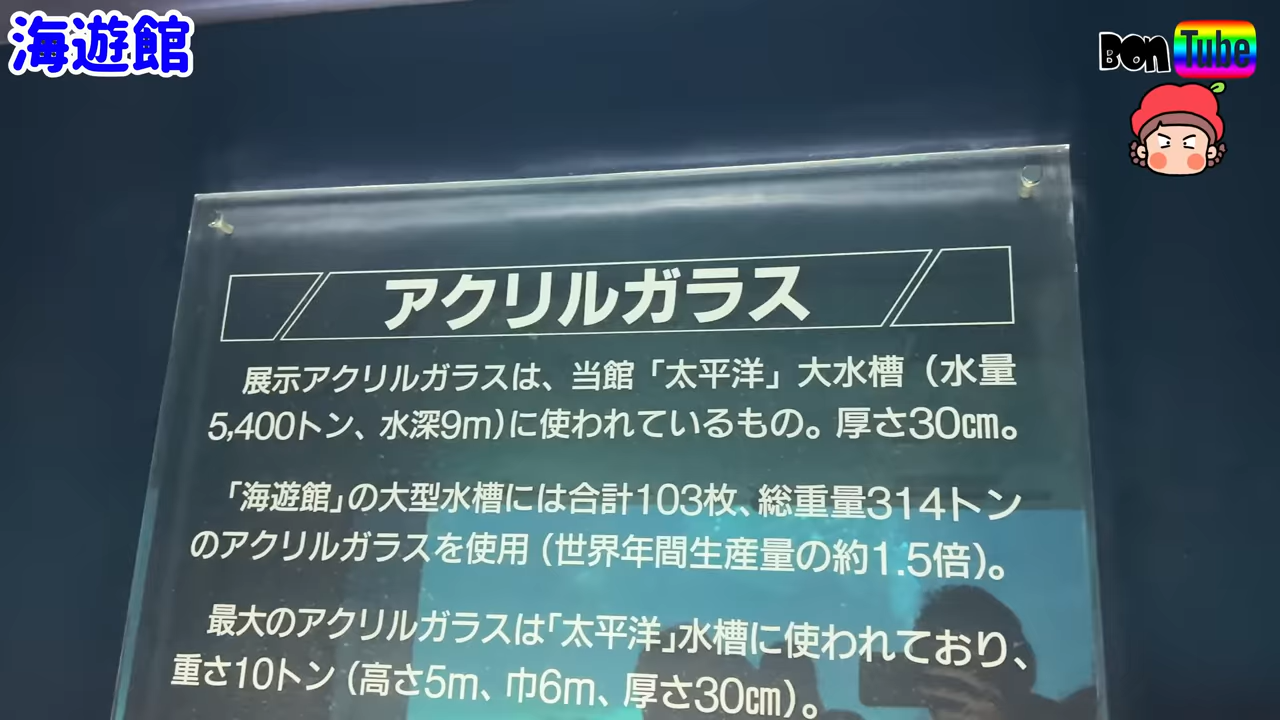 海遊館
BON Tube
アクリルガラス
展示アクリルガラスは、当館「太平洋」大水槽（水量
5,400トン、水深9m)に使われているもの。厚さ30㎝。
「海遊館」の大型水槽には合計103枚、総重量314トン
のアクリルガラスを使用（世界年間生産量の約1.5倍)。
最大のアクリルガラスは「太平洋」水槽に使われており、
重さ10トン（高さ5m、巾6m、厚さ30㎝)。